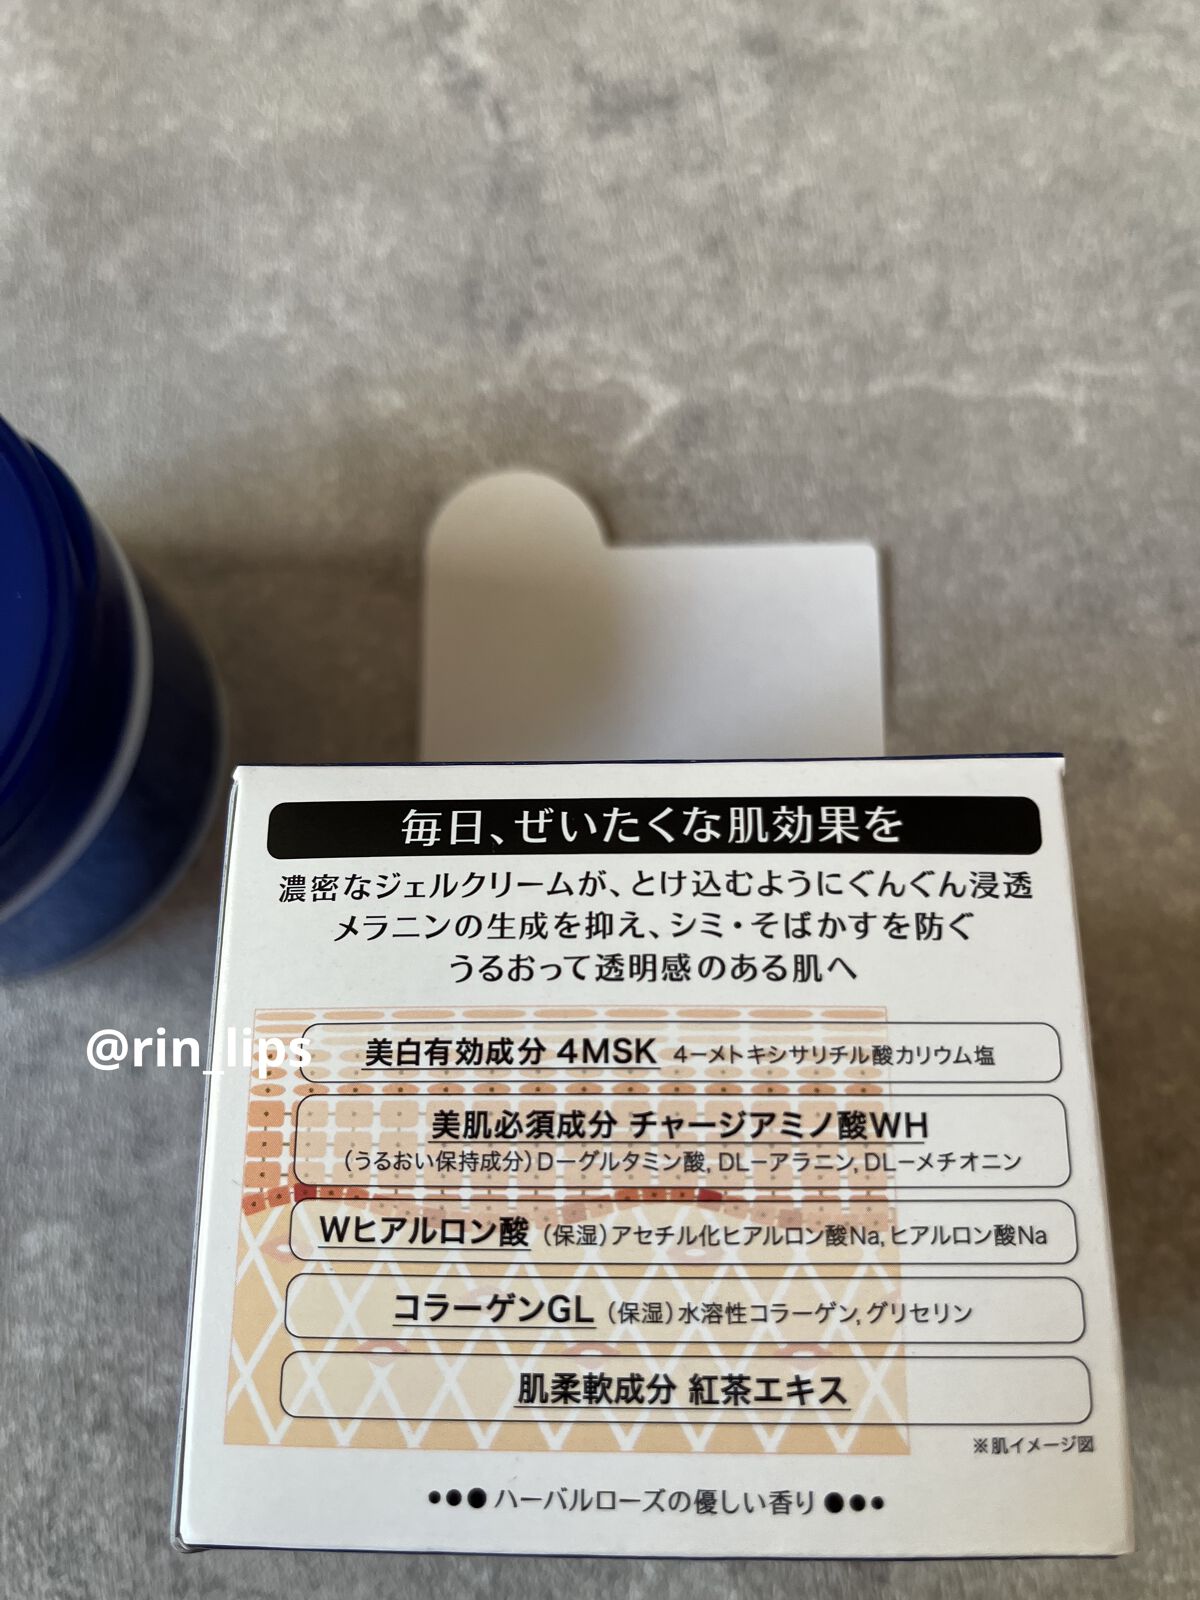 毎日、ぜいたくな肌効果を
濃密なジェルクリームが、とけ込むようにぐんぐん浸透
メラニンの生成を抑え、シミ・そばかすを防ぐ
うるおって透明感のある肌へ
@rin_lips
美白有効成分 4MSK 4ーメトキシサリチル酸カリウム塩
美肌必須成分 チャージアミノ酸WH
(うるおい保持成分)Dーグルタミン酸, DLーアラニン, DLーメチオニン
Wヒアルロン酸 (保湿)アセチル化ヒアルロン酸Na, ヒアルロン酸Na
コラーゲンGL (保湿)水溶性コラーゲン, グリセリン
肌柔軟成分 紅茶エキス
※肌イメージ図
●●●ハーバルローズの優しい香り●●●